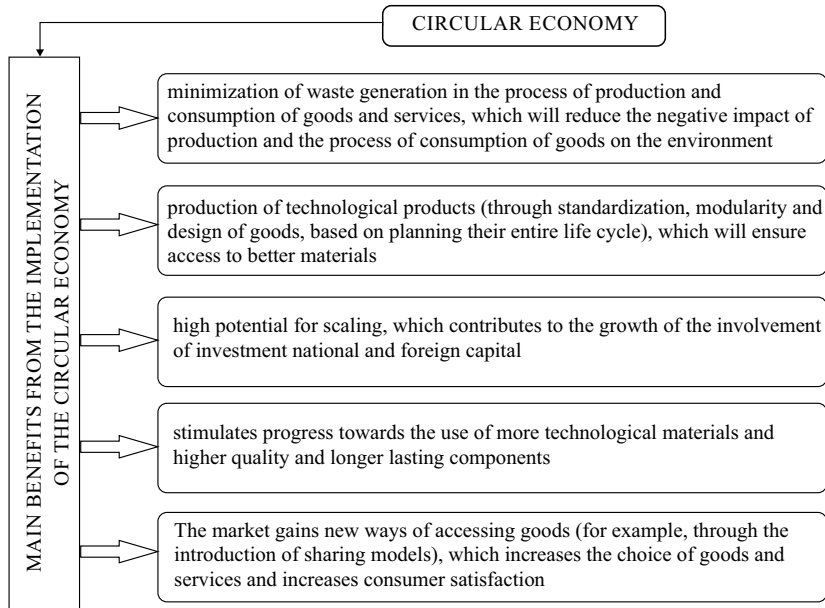 CIRCULAR ECONOMY
MAIN BENEFITS FROM THE IMPLEMENTATION
OF THE CIRCULAR ECONOMY
minimization of waste generation in the process of production and
consumption of goods and services, which will reduce the negative impact of
production and the process of consumption of goods on the environment
production of technological products (through standardization, modularity and
design of goods, based on planning their entire life cycle), which will ensure
access to better materials
high potential for scaling, which contributes to the growth of the involvement
of investment national and foreign capital
stimulates progress towards the use of more technological materials and
higher quality and longer lasting components
The market gains new ways of accessing goods (for example, through the
introduction of sharing models), which increases the choice of goods and
services and increases consumer satisfaction